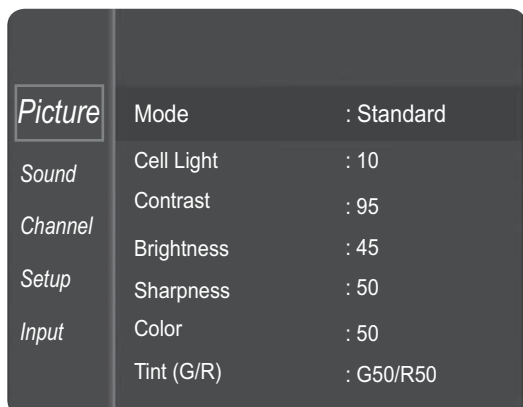 Picture
Sound
Channel
Setup
Input
Mode : Standard
Cell Light : 10
Contrast : 95
Brightness : 45
Sharpness : 50
Color : 50
Tint (G/R) : G50/R50